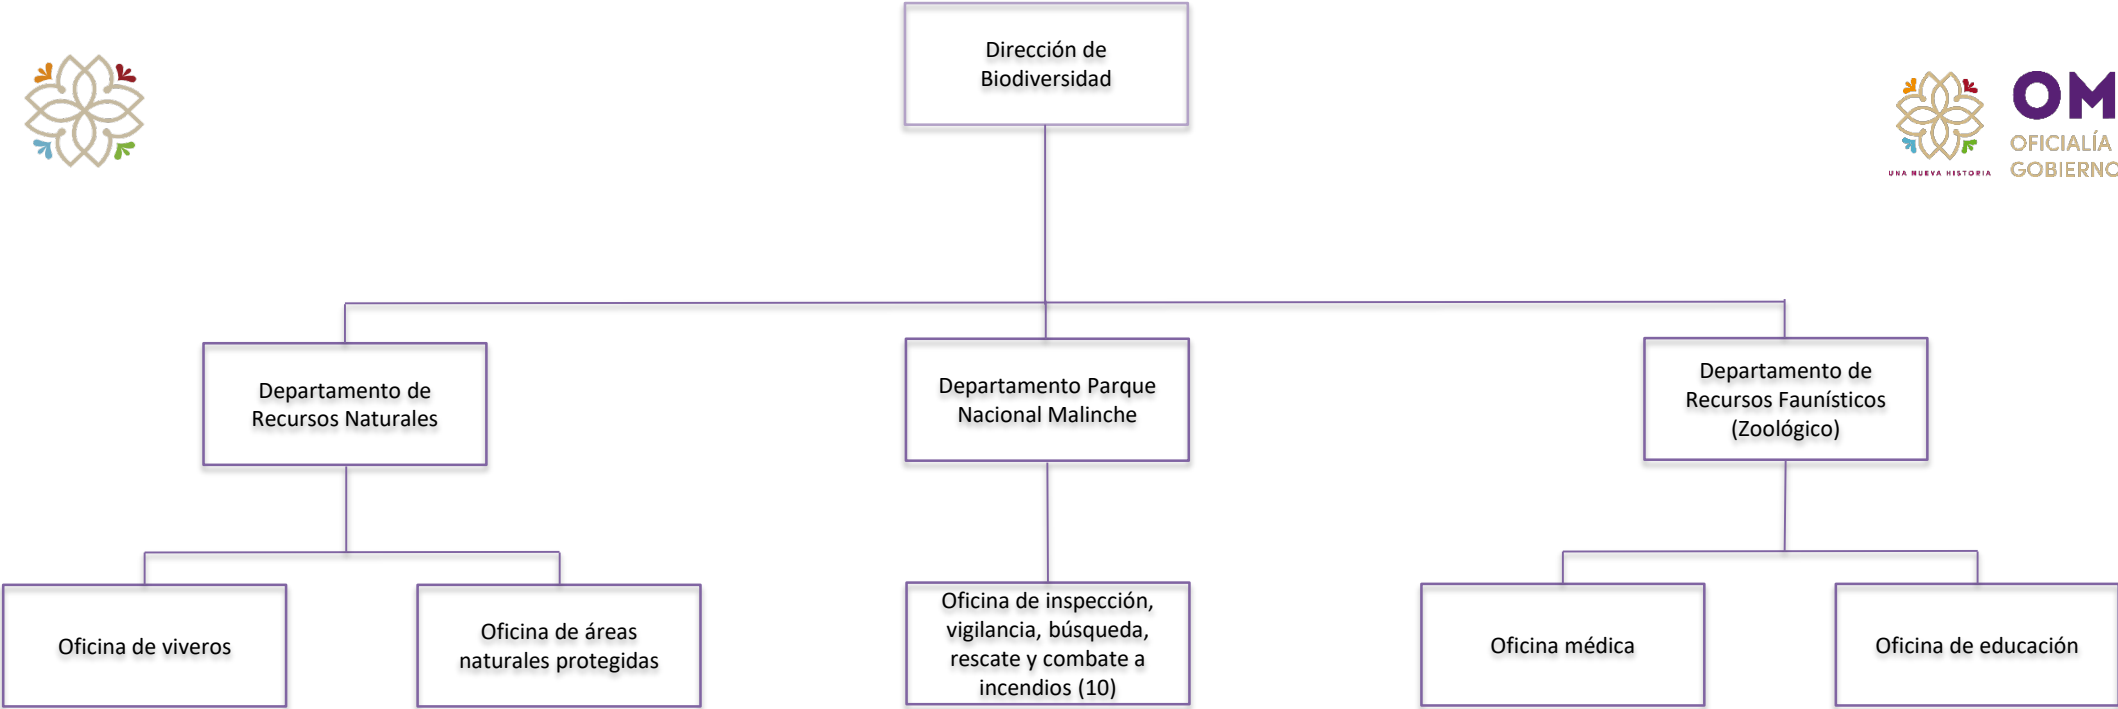 Dirección de
Biodiversidad
OM
OFICIALÍA
GOBIERNO
UNA NUEVA HISTORIA
Departamento de
Recursos Naturales
Departamento Parque
Nacional Malinche
Departamento de
Recursos Faunísticos
(Zoológico)
Oficina de viveros
Oficina de áreas
naturales protegidas
Oficina de inspección,
vigilancia, búsqueda,
rescate y combate a
incendios (10)
Oficina médica
Oficina de educación